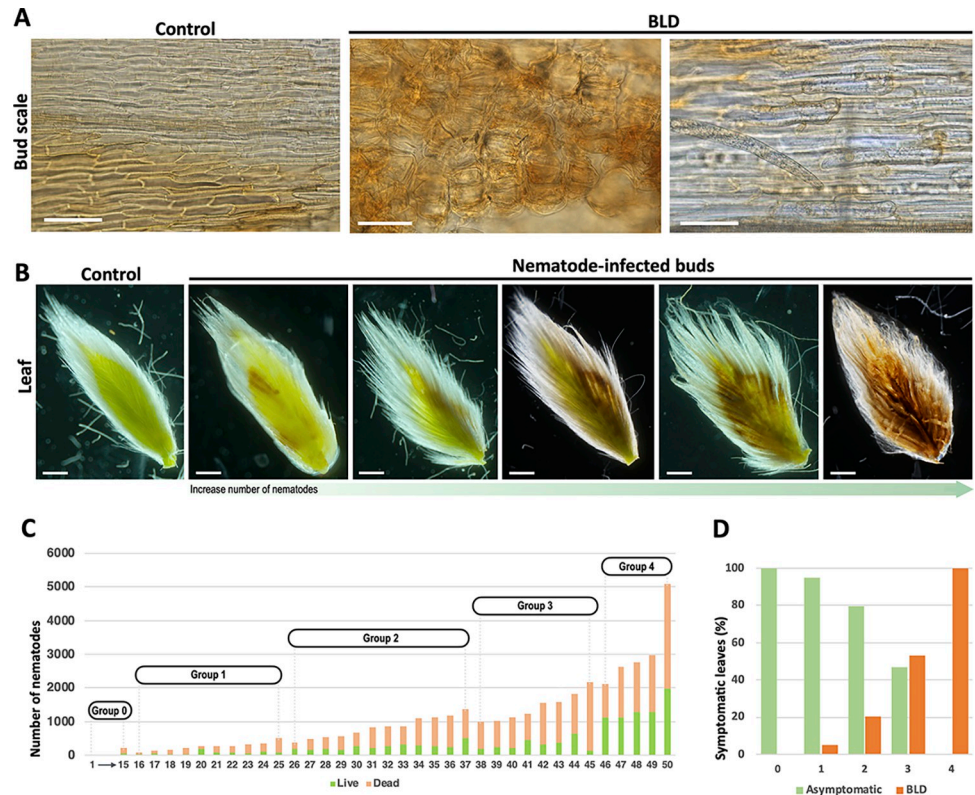 A
Control
BLD
Bud scale
B
Control
Nematode-infected buds
Leaf
Increase number of nematodes
C
Number of nematodes
6000
5000
4000
3000
2000
1000
0
Group 0
Group 1
Group 2
Group 3
Group 4
1 → 15 16 17 18 19 20 21 22 23 24 25 26 27 28 29 30 31 32 33 34 35 36 37 38 39 40 41 42 43 44 45 46 47 48 49 50
Live Dead
D
Symptomatic leaves (%)
100
80
60
40
20
0
0 1 2 3 4
Asymptomatic BLD